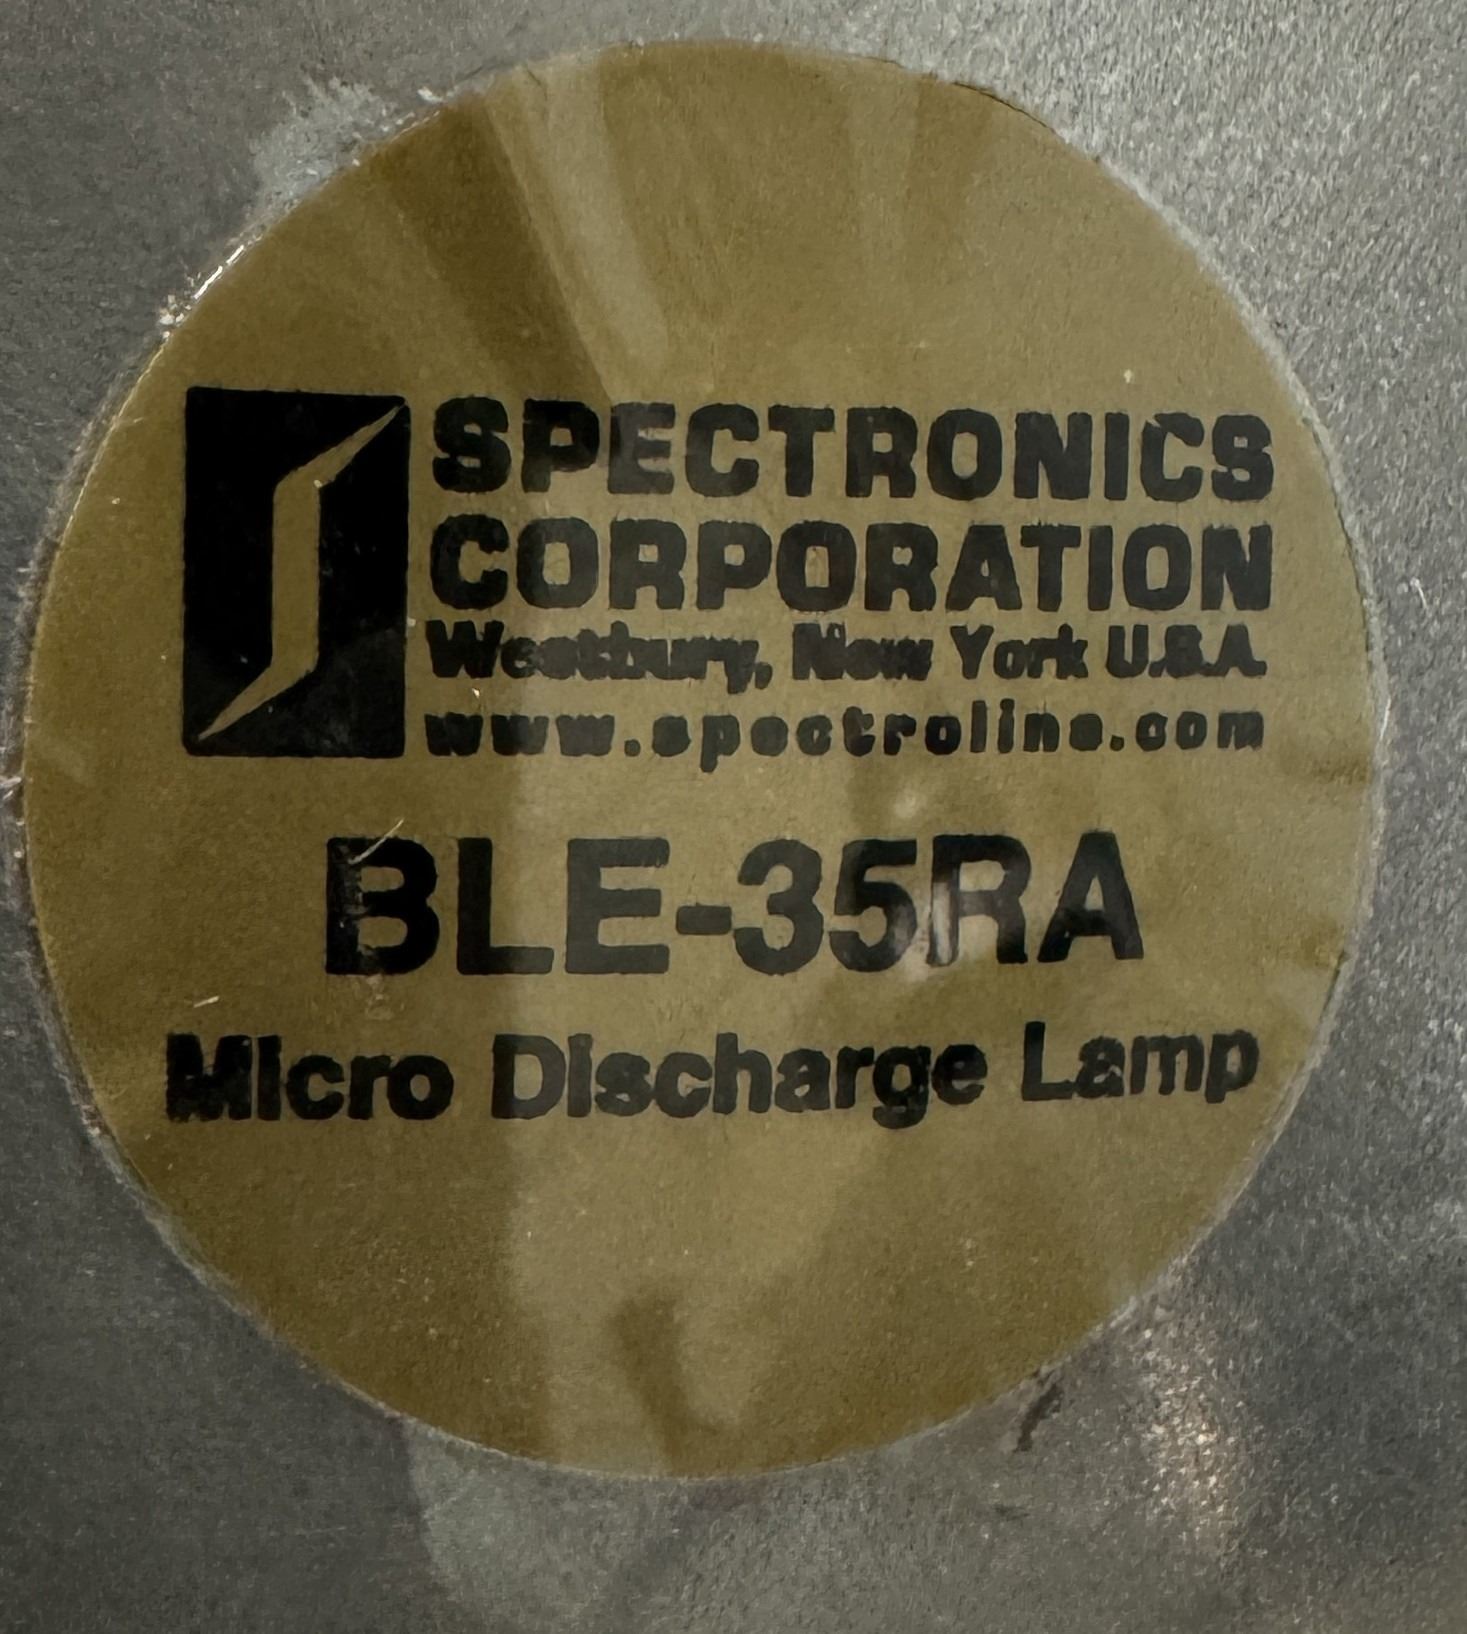 SPECTRONICS
CORPORATION
Westbury, New York U.S.A.
www.spectroline.com
BLE-35RA
Micro Discharge Lamp